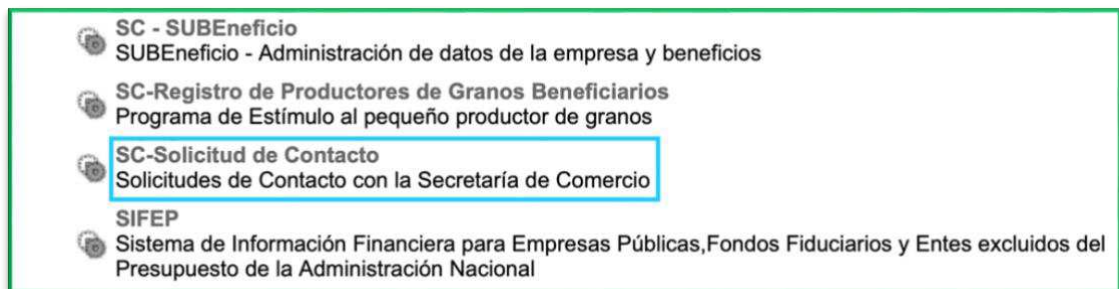 SC - SUBEneficio
SUBEneficio - Administración de datos de la empresa y beneficios
SC-Registro de Productores de Granos Beneficiarios
Programa de Estímulo al pequeño productor de granos
SC-Solicitud de Contacto
Solicitudes de Contacto con la Secretaría de Comercio
SIFEP
Sistema de Información Financiera para Empresas Públicas,Fondos Fiduciarios y Entes excluidos del
Presupuesto de la Administración Nacional